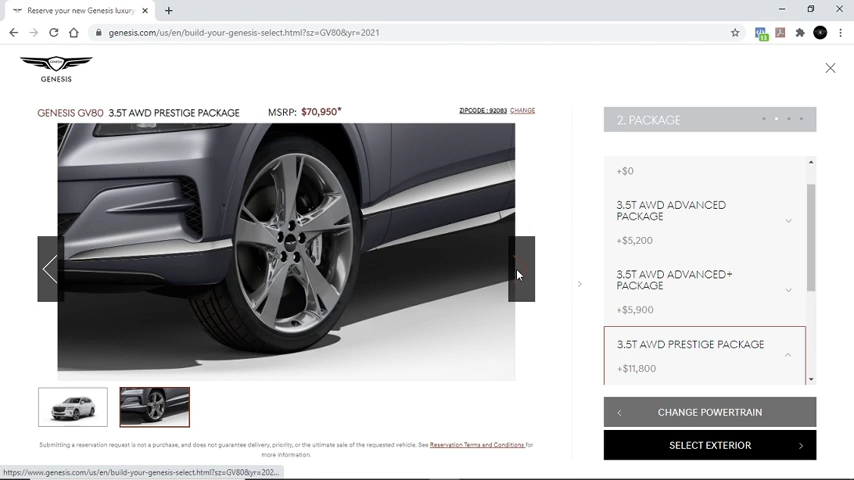 Reserve your new Genesis luxury
genesis.com/us/en/build-your-genesis-select.html?sz=GV80&yr=2021
GENESIS
GENESIS GV80 3.5T AWD PRESTIGE PACKAGE MSRP: $70,950* ZIPCODE : 92083 CHANGE
2. PACKAGE
+$0
3.5T AWD ADVANCED
PACKAGE
+$5,200
3.5T AWD ADVANCED+
PACKAGE
+$5,900
3.5T AWD PRESTIGE PACKAGE
+$11,800
CHANGE POWERTRAIN
SELECT EXTERIOR
Submitting a reservation request is not a purchase, and does not guarantee delivery, priority, or the ultimate sale of the requested vehicle. See Reservation Terms and Conditions for
more information.
https://www.genesis.com/us/en/build-your-genesis-select.html?sz=GV80&yr=202...